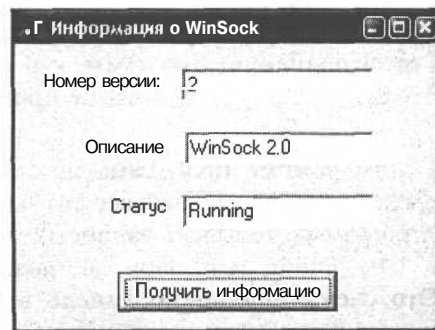 Информация о WinSock
Номер версии: 2
Описание WinSock 2.0
Статус Running
Получить информацию